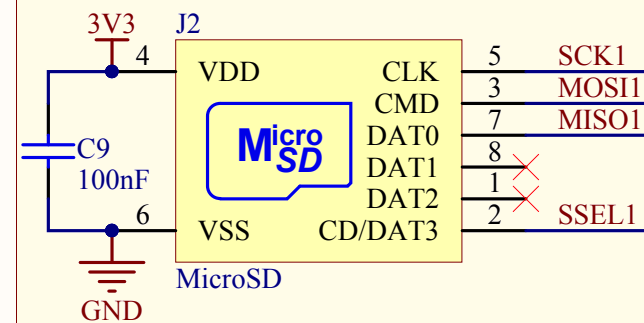 3V3
J2
4
VDD
CLK
5
SCK1
CMD
3
MOSI1
DAT0
7
MISO1
Micro
SD
C9
100nF
DAT1
8
DAT2
1
6
VSS
CD/DAT3
2
SSEL1
MicroSD
GND